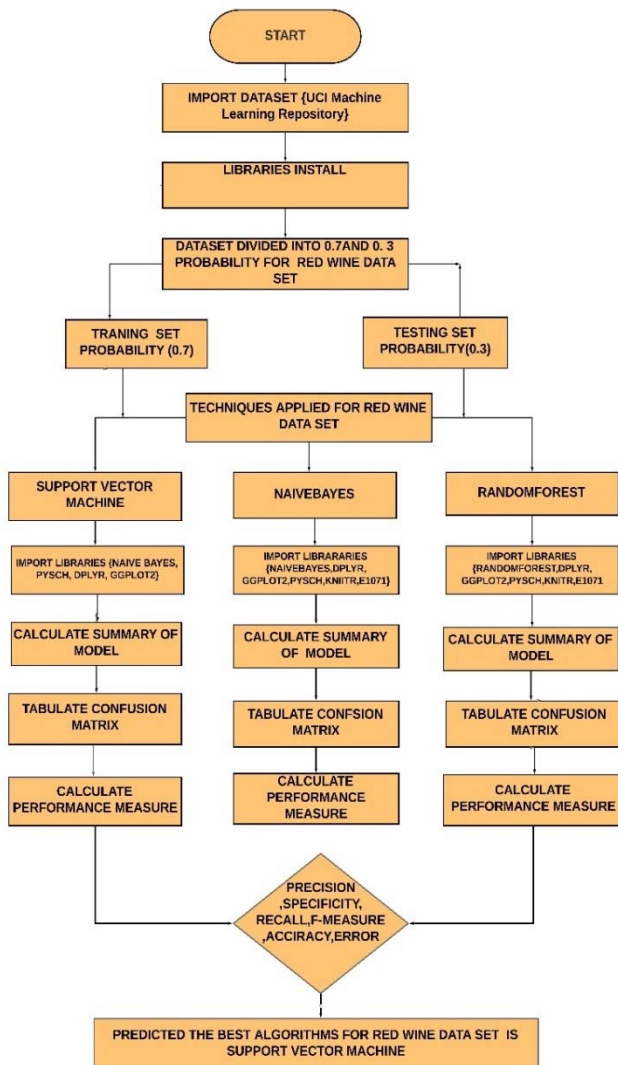 START
IMPORT DATASET {UCI Machine
Learning Repository}
LIBRARIES INSTALL
DATASET DIVIDED INTO 0.7AND 0. 3
PROBABILITY FOR RED WINE DATA
SET
TRANING SET
PROBABILITY (0.7)
TESTING SET
PROBABILITY(0.3)
TECHNIQUES APPLIED FOR RED WINE
DATA SET
SUPPORT VECTOR
MACHINE
NAIVEBAYES
RANDOMFOREST
IMPORT LIBRARIES {NAIVE BAYES,
PYSCH, DPLYR, GGPLOT2}
IMPORT LIBRARARIES
{NAIVEBAYES,DPLYR,
GGPLOT2,PYSCH,KNIITR,E1071}
IMPORT LIBRARIES
{RANDOMFOREST,DPLYR,
GGPLOT2,PYSCH,KNITR,E1071
CALCULATE SUMMARY OF
MODEL
CALCULATE SUMMARY
OF MODEL
CALCULATE SUMMARY OF
MODEL
TABULATE CONFUSION
MATRIX
TABULATE CONFSION
MATRIX
TABULATE CONFUSION
MATRIX
CALCULATE
PERFORMANCE MEASURE
CALCULATE
PERFORMANCE
MEASURE
CALCULATE
PERFORMANCE MEASURE
PRECISION
,SPECIFICITY,
RECALL,F-MEASURE
,ACCIRACY,ERROR
PREDICTED THE BEST ALGORITHMS FOR RED WINE DATA SET IS
SUPPORT VECTOR MACHINE